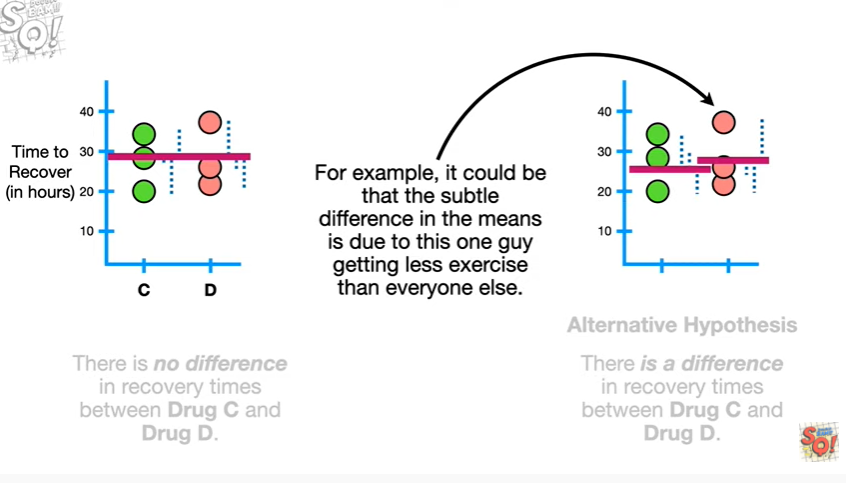 SQ!
40
30
20
10
Time to
Recover
(in hours)
C
D
For example, it could be
that the subtle
difference in the means
is due to this one guy
getting less exercise
than everyone else.
40
30
20
10
There is no difference
in recovery times
between Drug C and
Drug D.
Alternative Hypothesis
There is a difference
in recovery times
between Drug C and
Drug D.
SQ!